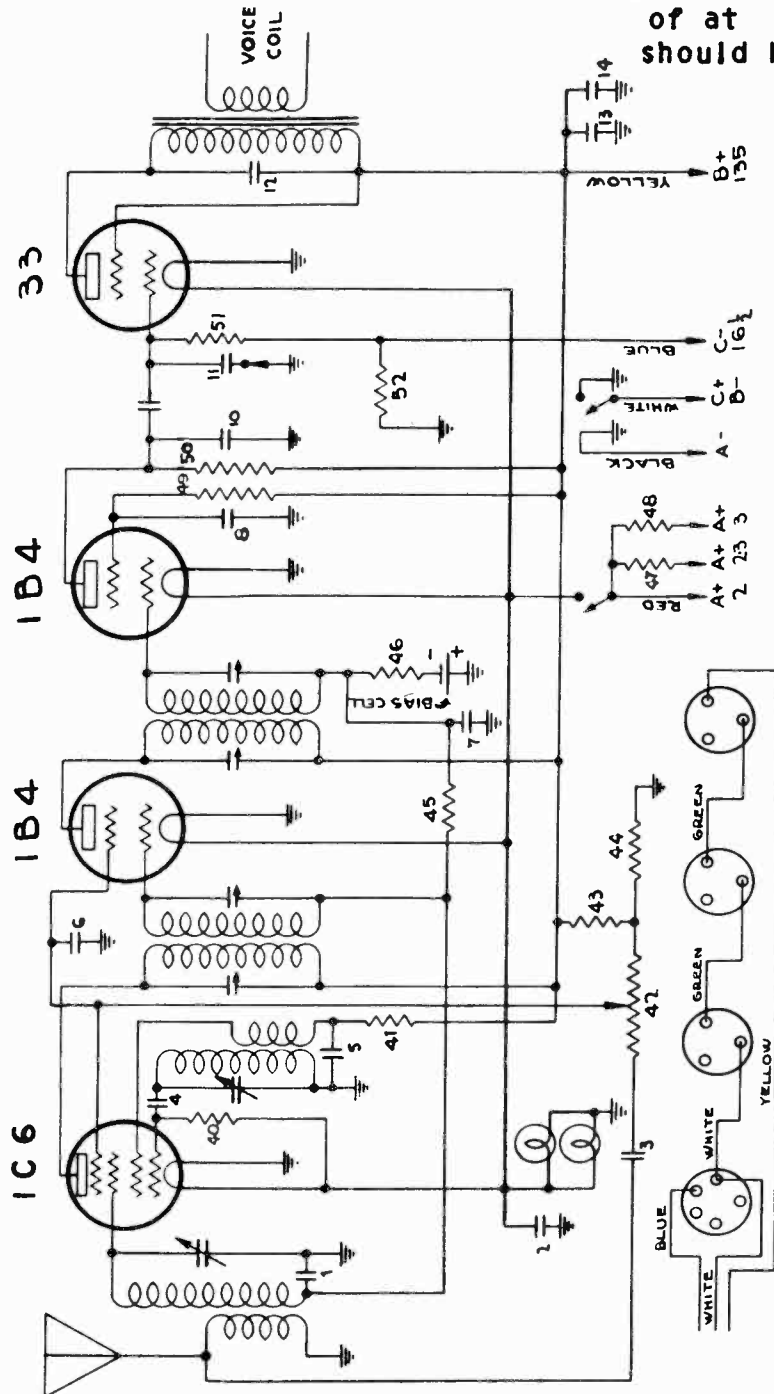 of at
should
1C6
1B4
1B4
33
VOICE
COIL
1
2
3
4
5
6
7
8
10
11
12
13
14
40
41
42
43
44
45
46
47
48
49
50
51
52
BIAS CELL
-
+
RED
BLACK
WHITE
BLUE
YELLOW
A+
2
A+
23
A+
3
A-
C+
B-
C-
16 1/2
B+
135
BLUE
WHITE
WHITE
GREEN
GREEN
YELLOW